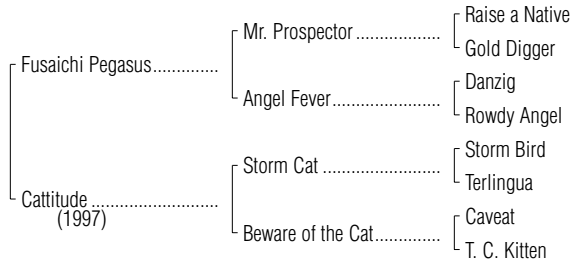 Raise a Native
Mr. Prospector ..................
Gold Digger
Fusaichi Pegasus..............
Danzig
Angel Fever.......................
Rowdy Angel
Storm Bird
Storm Cat .........................
Terlingua
Cattitude ...........................
(1997)
Caveat
Beware of the Cat..............
T. C. Kitten